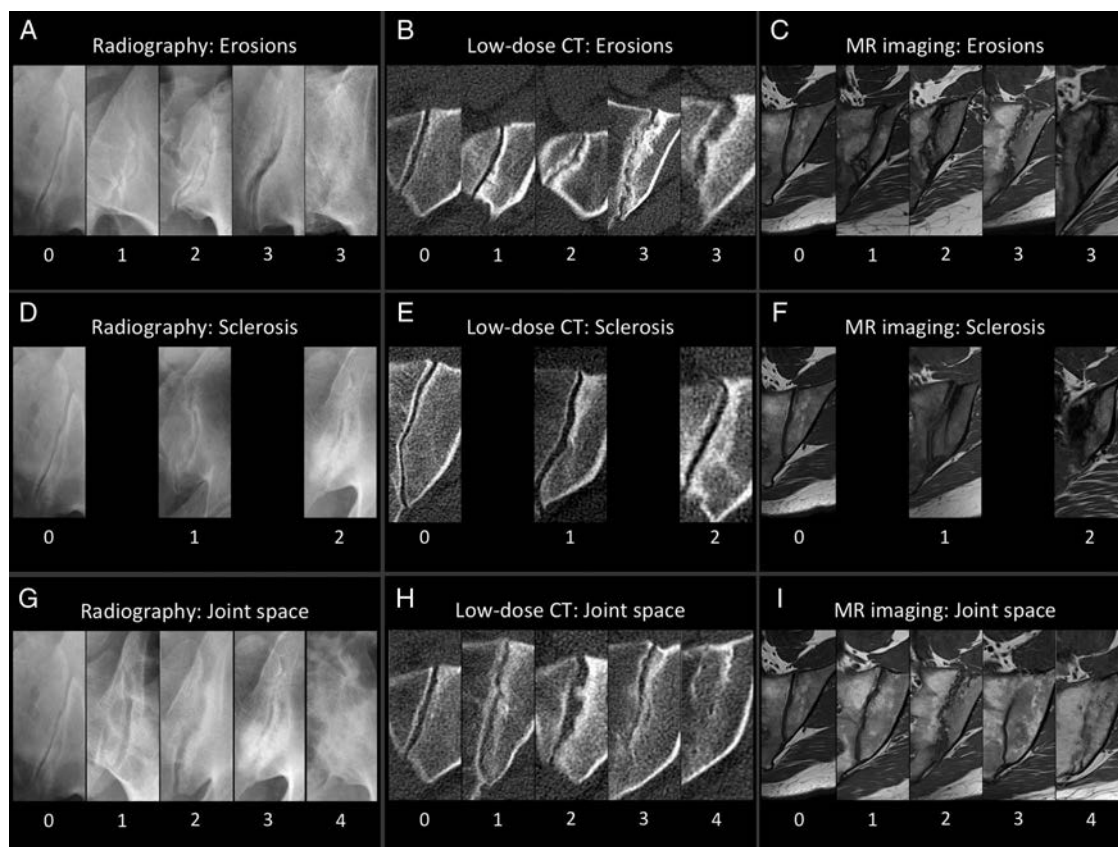 A Radiography: Erosions
0 1 2 3 3
B Low-dose CT: Erosions
0 1 2 3 3
C MR imaging: Erosions
0 1 2 3 3
D Radiography: Sclerosis
0 1 2
E Low-dose CT: Sclerosis
0 1 2
F MR imaging: Sclerosis
0 1 2
G Radiography: Joint space
0 1 2 3 4
H Low-dose CT: Joint space
0 1 2 3 4
I MR imaging: Joint space
0 1 2 3 4